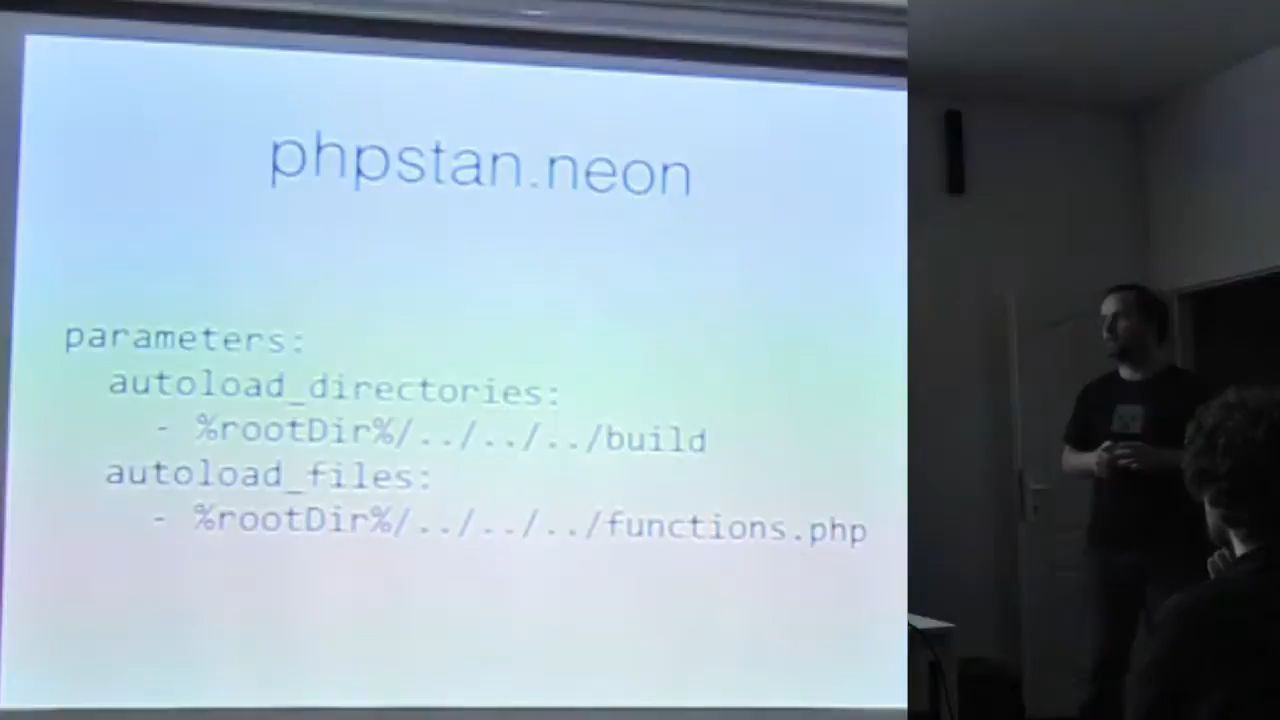 phpstan.neon
parameters:
autoload_directories:
- %rootDir%/../../../build
autoload_files:
- %rootDir%/../../../functions.php